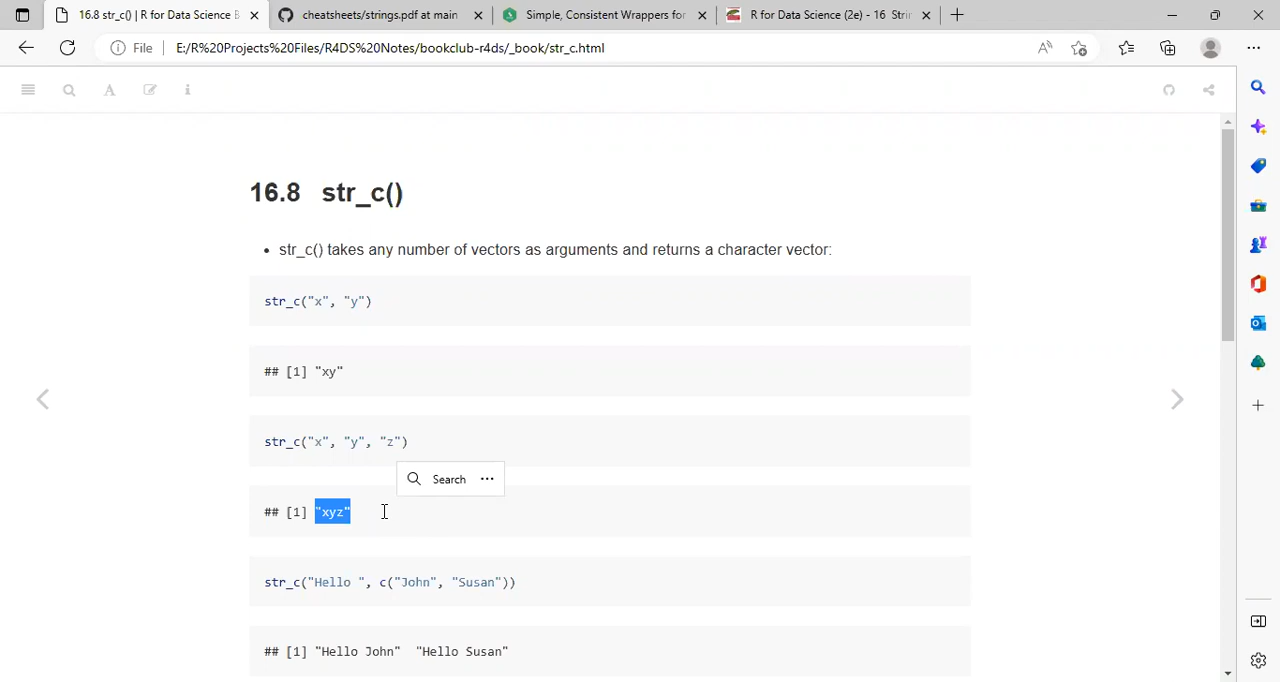 16.8 str_c() | R for Data Science B
cheatsheets/strings.pdf at main
Simple, Consistent Wrappers for
R for Data Science (2e) - 16 Strin
File
E:/R%20Projects%20Files/R4DS%20Notes/bookclub-r4ds/_book/str_c.html
16.8 str_c()
• str_c() takes any number of vectors as arguments and returns a character vector:
str_c("x", "y")
## [1] "xy"
str_c("x", "y", "z")
Search
## [1] "xyz"
str_c("Hello ", c("John", "Susan"))
## [1] "Hello John"  "Hello Susan"